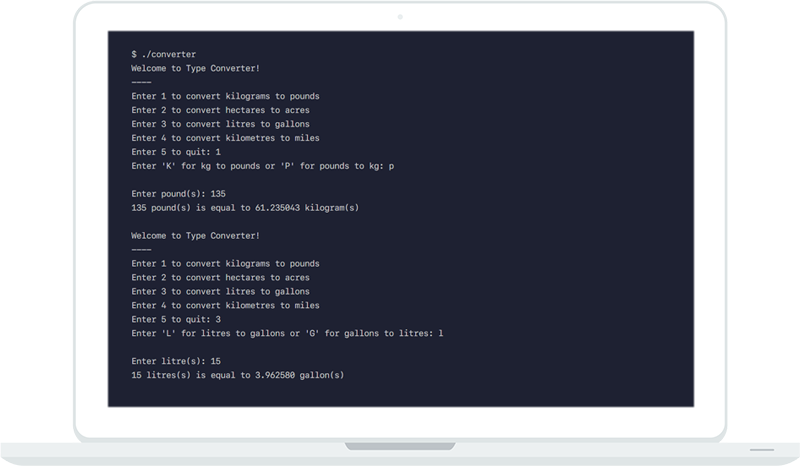 $ ./converter
Welcome to Type Converter!
----
Enter 1 to convert kilograms to pounds
Enter 2 to convert hectares to acres
Enter 3 to convert litres to gallons
Enter 4 to convert kilometres to miles
Enter 5 to quit: 1
Enter 'K' for kg to pounds or 'P' for pounds to kg: p
Enter pound(s): 135
135 pound(s) is equal to 61.235043 kilogram(s)
Welcome to Type Converter!
----
Enter 1 to convert kilograms to pounds
Enter 2 to convert hectares to acres
Enter 3 to convert litres to gallons
Enter 4 to convert kilometres to miles
Enter 5 to quit: 3
Enter 'L' for litres to gallons or 'G' for gallons to litres: l
Enter litre(s): 15
15 litres(s) is equal to 3.962580 gallon(s)